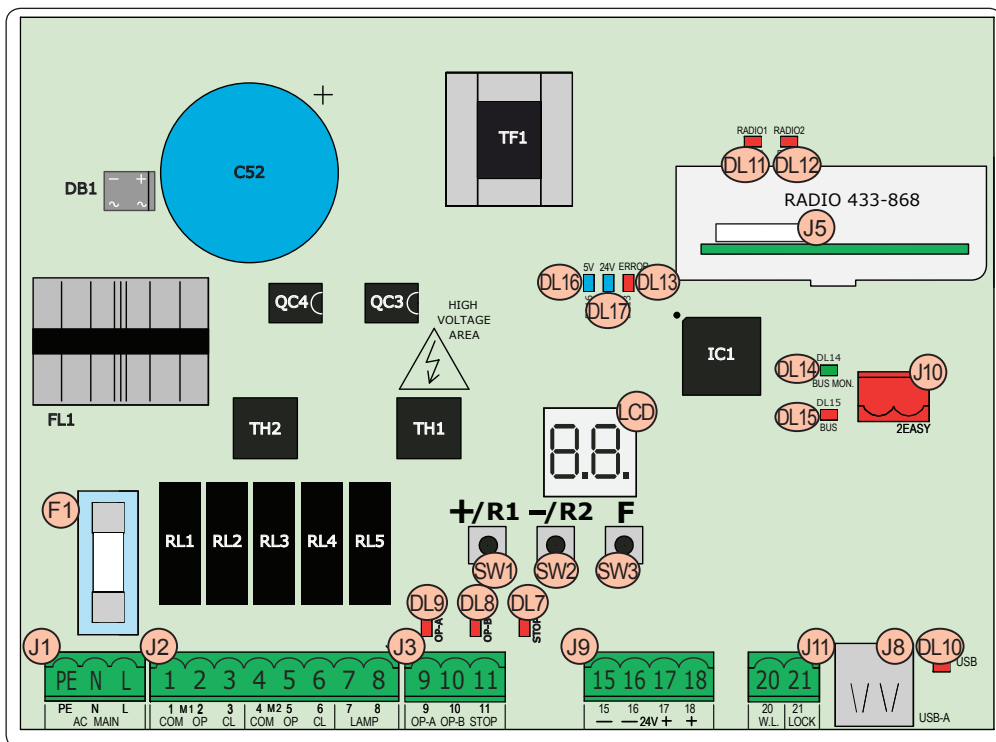 TF1
RADIO1 RADIO2
DL11 DL12
C52
DB1
RADIO 433-868
J5
5V 24V ERROR
DL16 DL17 DL13
QC4 QC3
HIGH
VOLTAGE
AREA
IC1
DL14
DL14
BUS MON.
J10
FL1
TH2 TH1
LCD
8.8.
DL15
DL15
BUS
2EASY
F1
+/R1 –/R2 F
RL1 RL2 RL3 RL4 RL5
SW1 SW2 SW3
DL9 DL8 DL7
OP-A OP-B STOP
J1 J2 J3 J9 J11 J8 DL10
USB
PE N L 1 2 3 4 5 6 7 8 9 10 11 15 16 17 18 20 21
PE N L 1 M1 2 3 4 M2 5 6 7 8 9 10 11 15 16 17 18 20 21
AC MAIN COM OP CL COM OP CL LAMP OP-A OP-B STOP — — 24V + + W.L. LOCK
USB-A